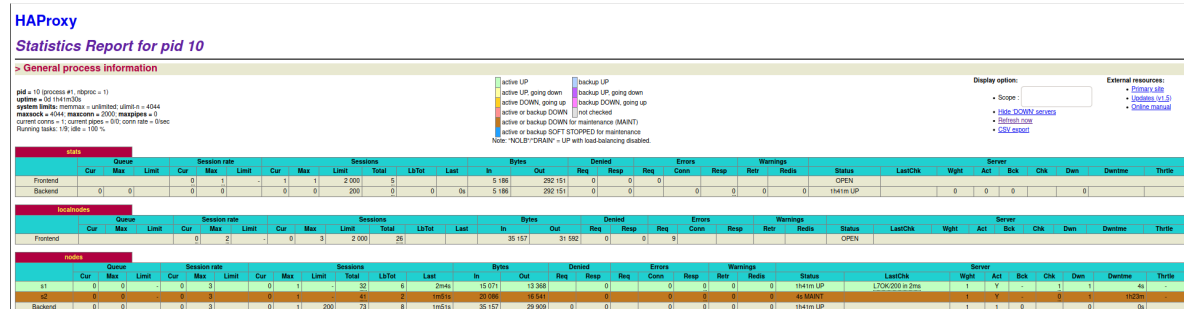 HAProxy
Statistics Report for pid 10
> General process information
pid = 10 (process #1, nbproc = 1)
uptime = 0d 1h41m30s
system limits: memmax = unlimited; ulimit-n = 4044
maxsock = 4044; maxconn = 2000; maxpipes = 0
current conns = 1; current pipes = 0/0; conn rate = 0/sec
Running tasks: 1/9; idle = 100 %
active UP backup UP
active UP, going down backup UP, going down
active DOWN, going up backup DOWN, going up
active or backup DOWN not checked
active or backup DOWN for maintenance (MAINT)
active or backup SOFT STOPPED for maintenance
Note: "NOLB"/"DRAIN" = UP with load-balancing disabled.
Display option:
• Scope :
• Hide 'DOWN' servers
• Refresh now
• CSV export
External resources:
• Primary site
• Updates (v1.5)
• Online manual
stats
Queue Session rate Sessions Bytes Denied Errors Warnings Server
Cur Max Limit Cur Max Limit Cur Max Limit Total LbTot Last In Out Req Resp Req Conn Resp Retr Redis Status LastChk Wght Act Bck Chk Dwn Dwntme Thrtle
Frontend 0 1 - 1 1 2 000 5 5 186 292 151 0 0 0 OPEN
Backend 0 0 0 0 0 0 200 0 0 0s 5 186 292 151 0 0 0 0 0 0 1h41m UP 0 0 0 0
localnodes
Queue Session rate Sessions Bytes Denied Errors Warnings Server
Cur Max Limit Cur Max Limit Cur Max Limit Total LbTot Last In Out Req Resp Req Conn Resp Retr Redis Status LastChk Wght Act Bck Chk Dwn Dwntme Thrtle
Frontend 0 2 - 0 3 2 000 26 35 157 31 592 0 0 9 OPEN
nodes
Queue Session rate Sessions Bytes Denied Errors Warnings Server
Cur Max Limit Cur Max Limit Cur Max Limit Total LbTot Last In Out Req Resp Req Conn Resp Retr Redis Status LastChk Wght Act Bck Chk Dwn Dwntme Thrtle
s1 0 0 - 0 3 0 1 - 32 6 2m4s 15 071 13 368 0 0 0 0 0 1h41m UP L7OK/200 in 2ms 1 Y - 1 1 4s -
s2 0 0 - 0 3 0 1 - 41 2 1m51s 20 086 16 541 0 0 0 0 0 4s MAINT 1 Y - 0 1 1h23m -
Backend 0 0 0 3 0 1 200 73 8 1m51s 35 157 29 909 0 0 0 0 0 0 1h41m UP 1 1 0 0 0s